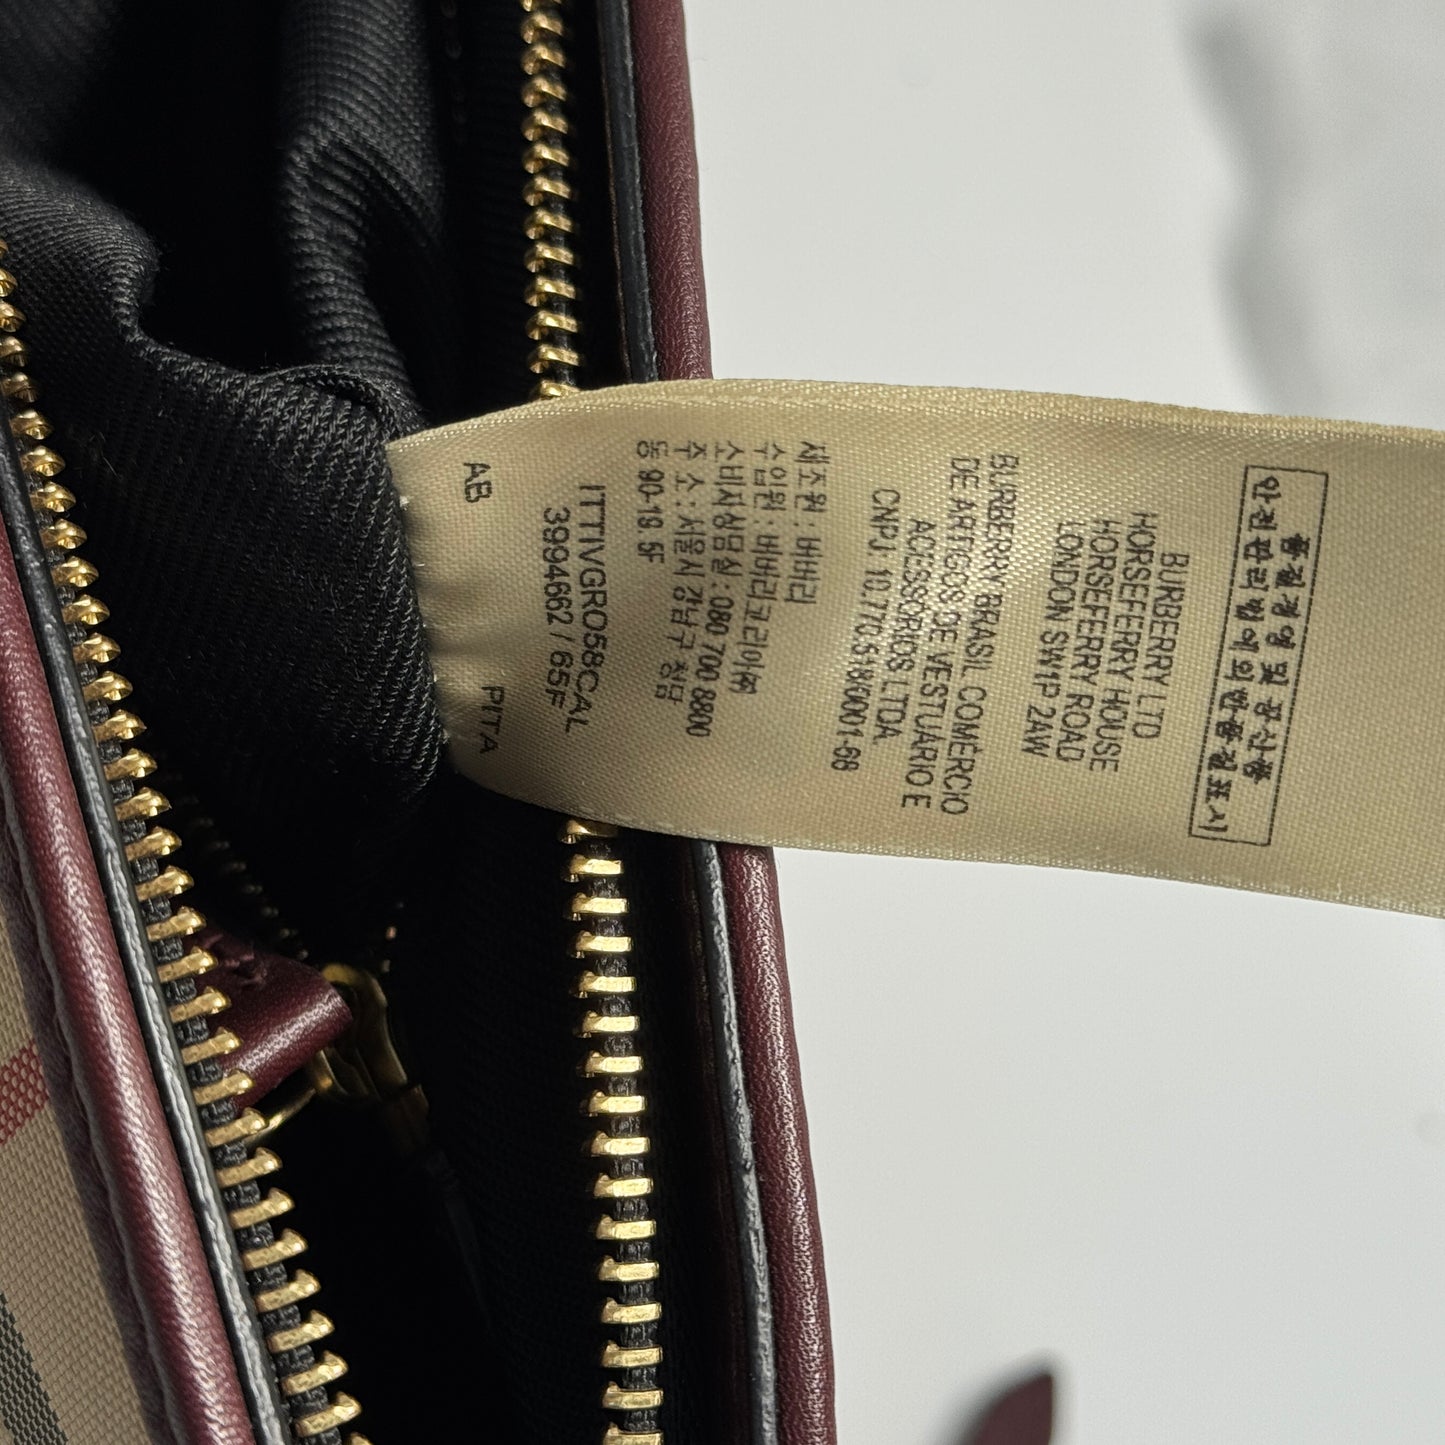 품질경영 및 공산품
안전관리법에 의한 품질표시
BURBERRY LTD
HORSEFERRY HOUSE
HORSEFERRY ROAD
LONDON SW1P 2AW
BURBERRY BRASIL COMÉRCIO
DE ARTIGOS DE VESTUARIO E
ACESSÓRIOS LTDA.
CNPJ 10.770.518/0001-68
제조원 : 버버리
수입원 : 버버리코리아㈜
소비자상담실 : 080 700 8800
주소 : 서울시 강남구 청담
동 90-19. 5F
ITTIVGRO58CAL
3994662 / 65F
AB PITA